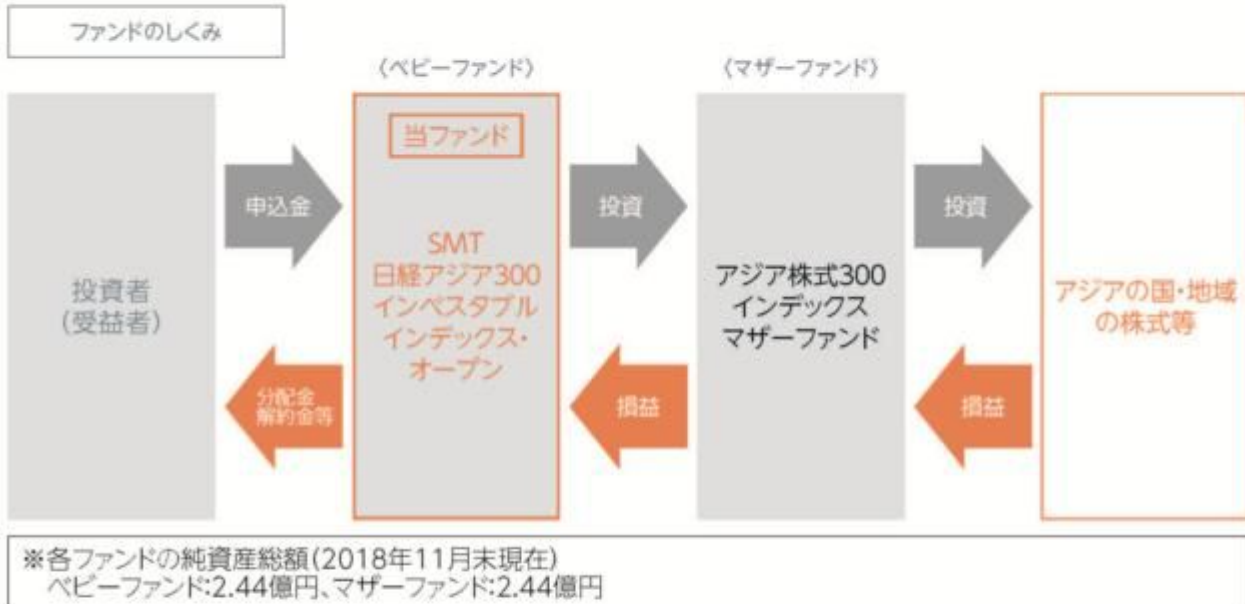 ファンドのしくみ
〈ベビーファンド〉
〈マザーファンド〉
投資者
(受益者)
申込金
分配金
解約金等
当ファンド
SMT
日経アジア300
インベスタブル
インデックス・
オープン
投資
損益
アジア株式300
インデックス
マザーファンド
投資
損益
アジアの国・地域
の株式等
※各ファンドの純資産総額(2018年11月末現在)
ベビーファンド:2.44億円、マザーファンド:2.44億円